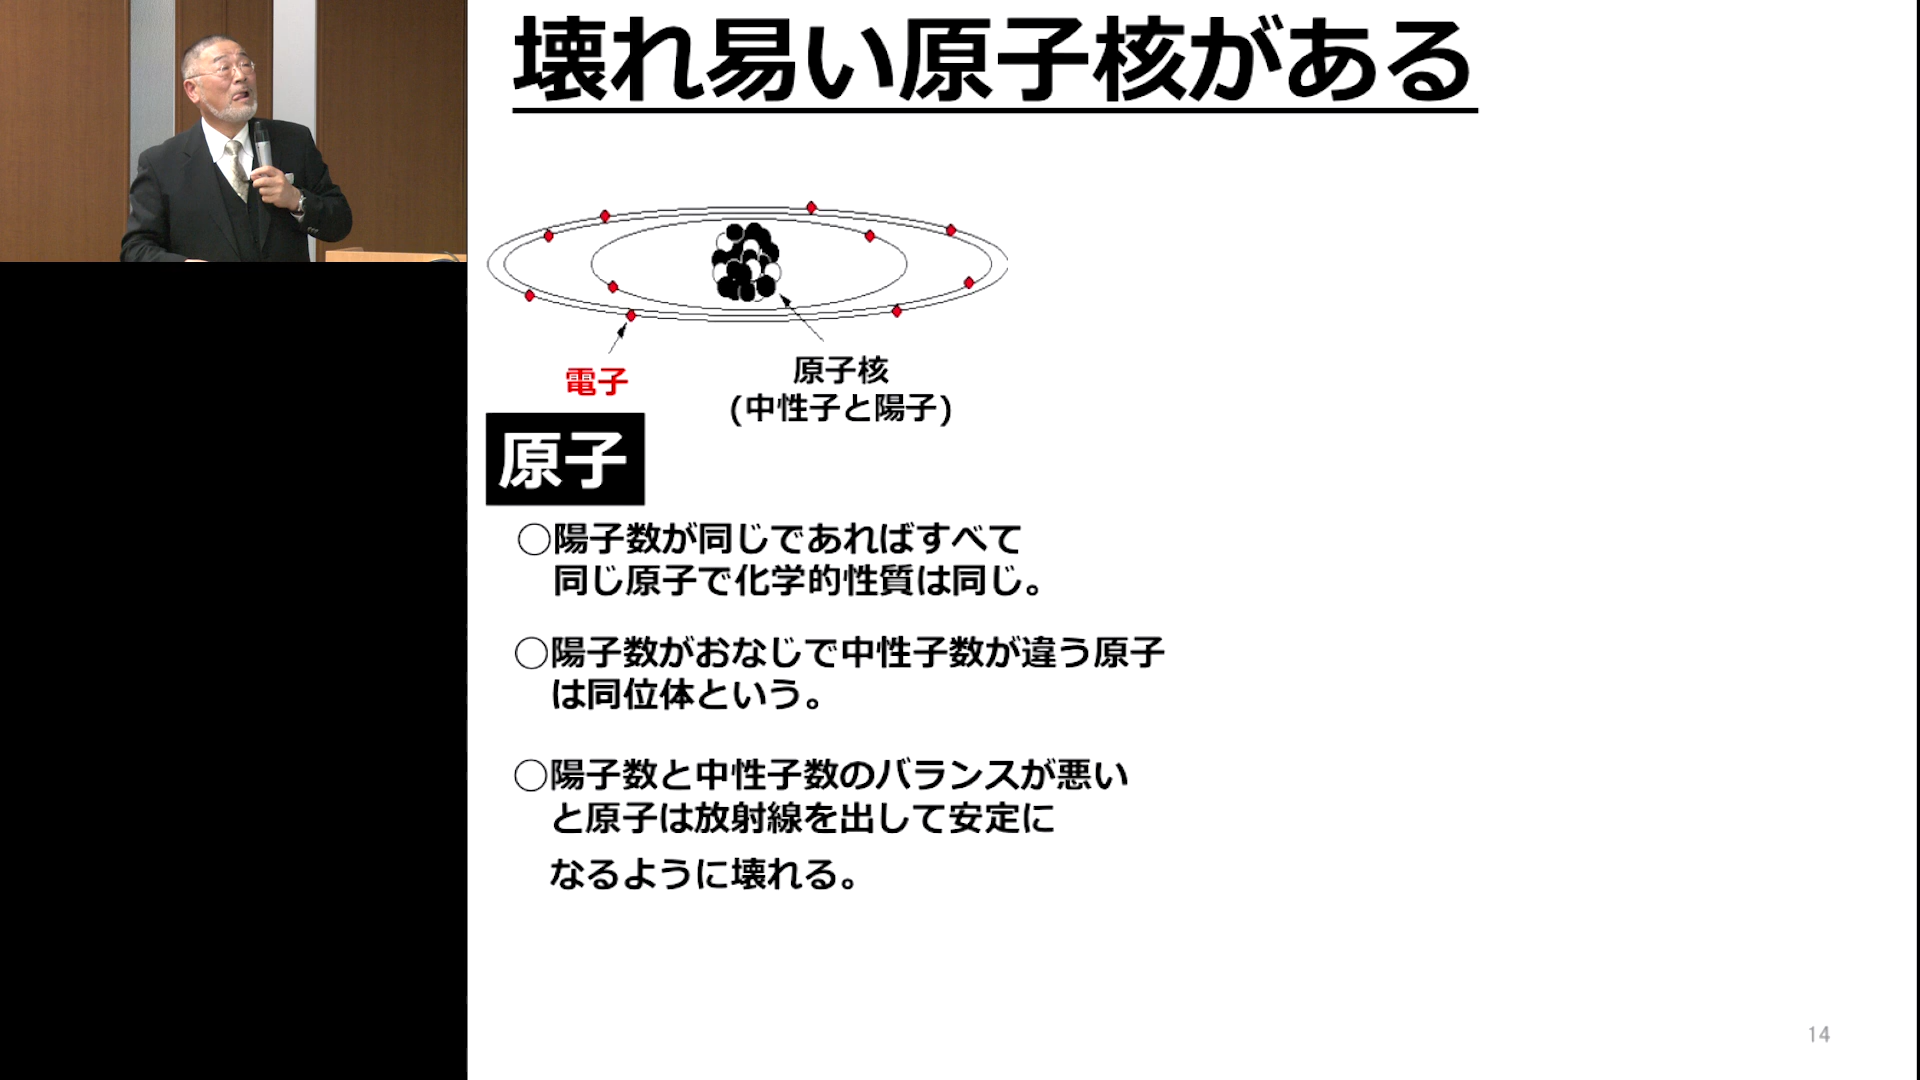 壊れ易い原子核がある
電子
原子核
(中性子と陽子)
原子
○陽子数が同じであればすべて
同じ原子で化学的性質は同じ。
○陽子数がおなじで中性子数が違う原子
は同位体という。
○陽子数と中性子数のバランスが悪い
と原子は放射線を出して安定に
なるように壊れる。
14